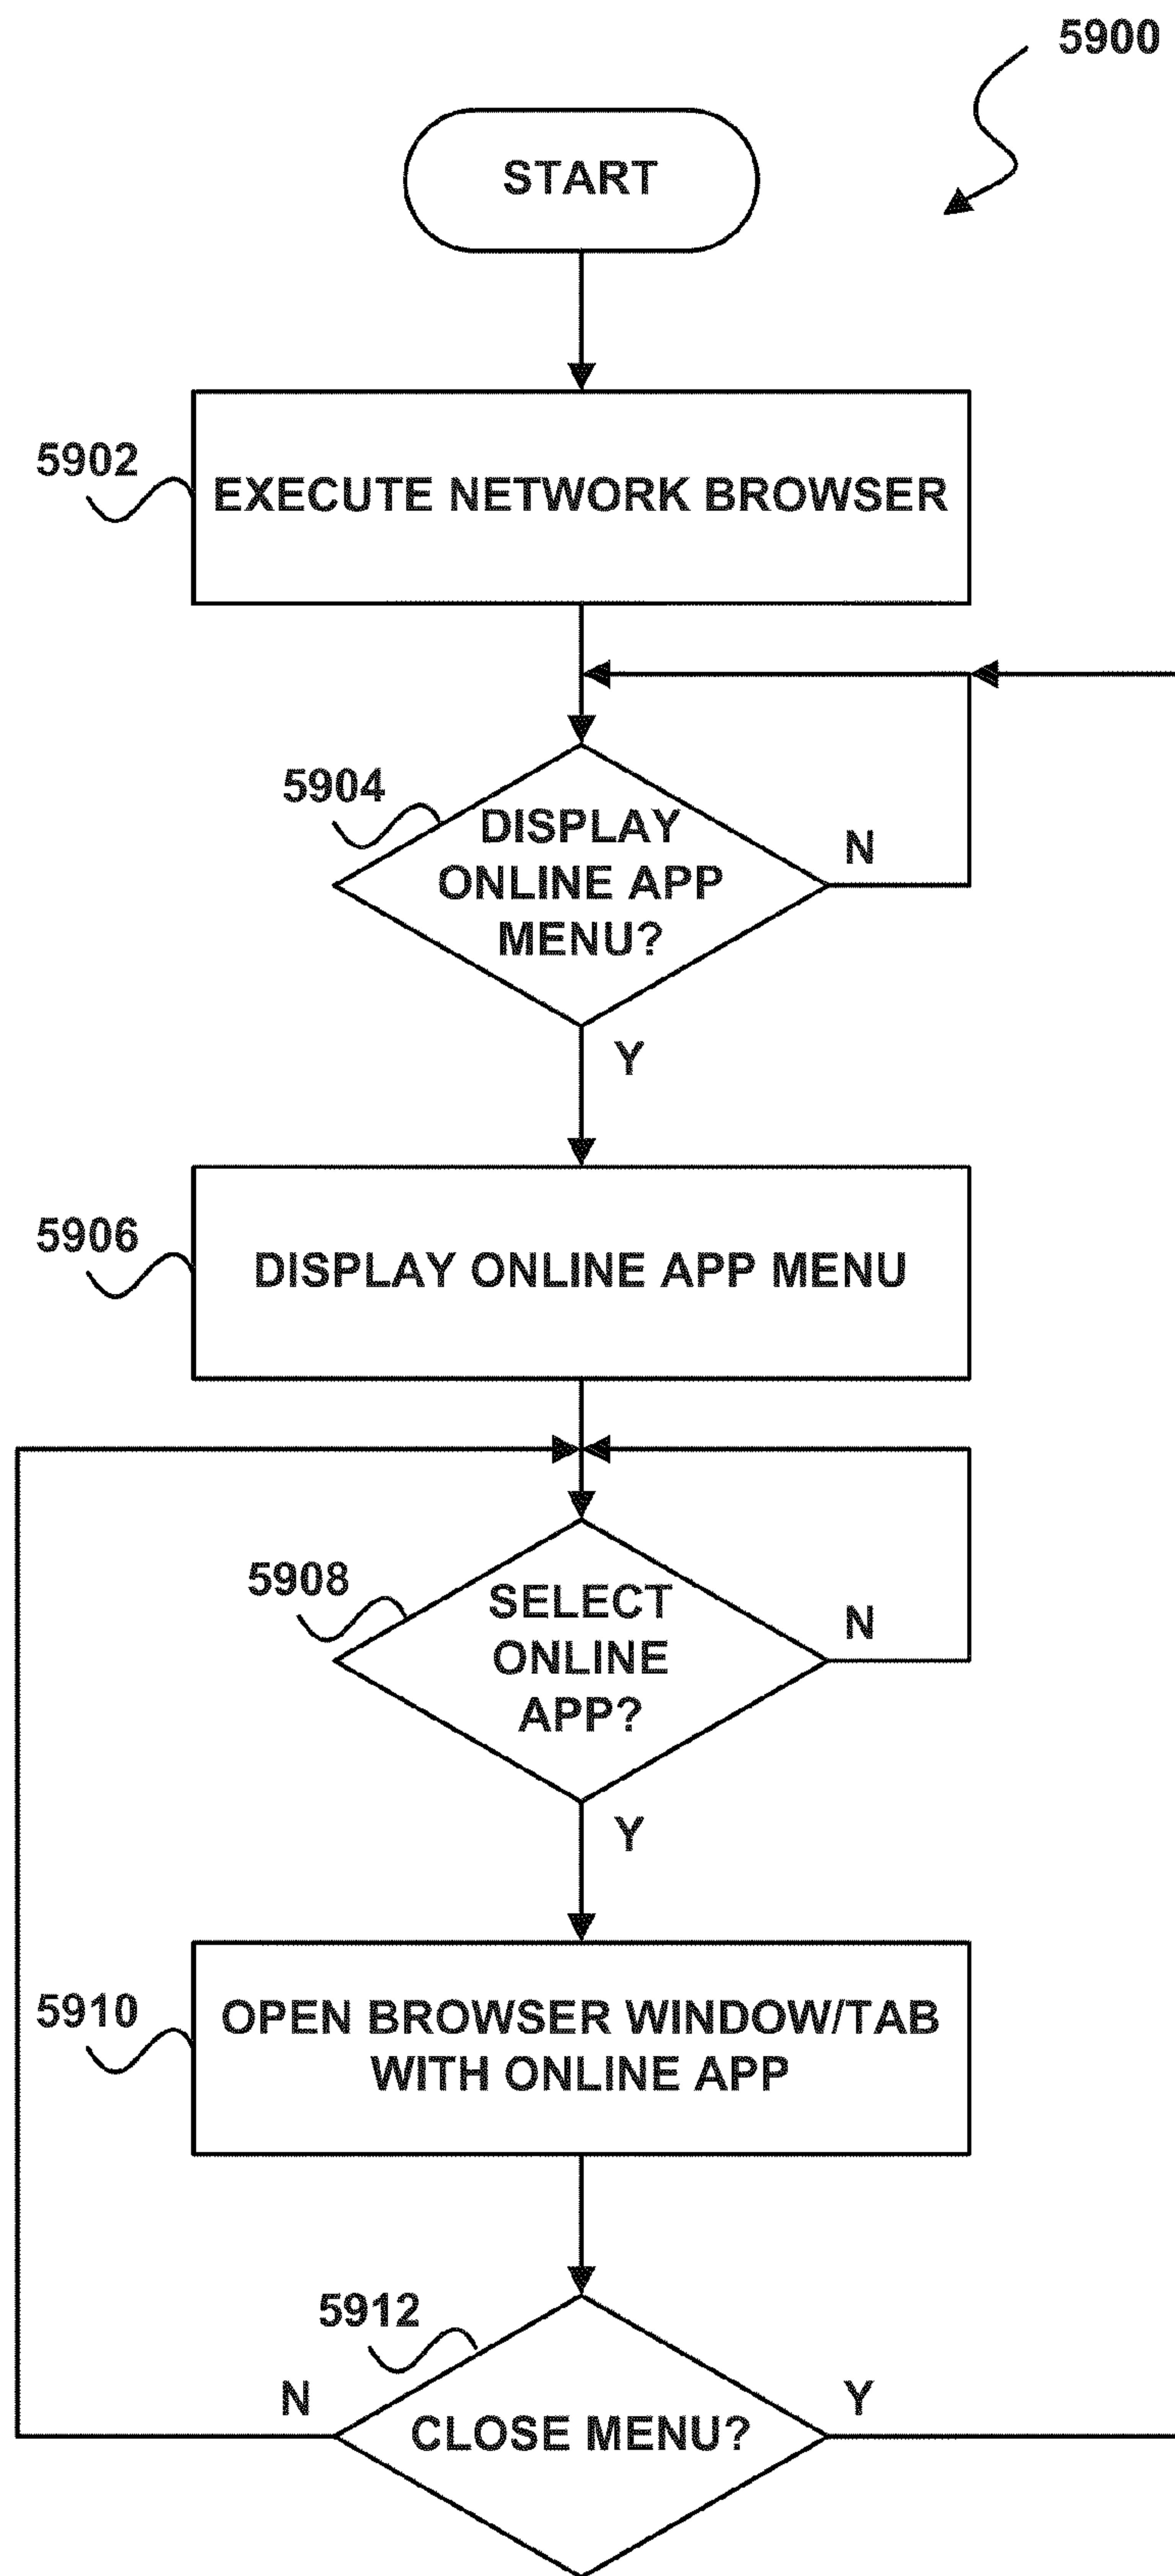 5900
START
5902
EXECUTE NETWORK BROWSER
5904
DISPLAY
ONLINE APP
MENU?
N
Y
5906
DISPLAY ONLINE APP MENU
5908
SELECT
ONLINE
APP?
N
Y
5910
OPEN BROWSER WINDOW/TAB
WITH ONLINE APP
5912
N
CLOSE MENU?
Y